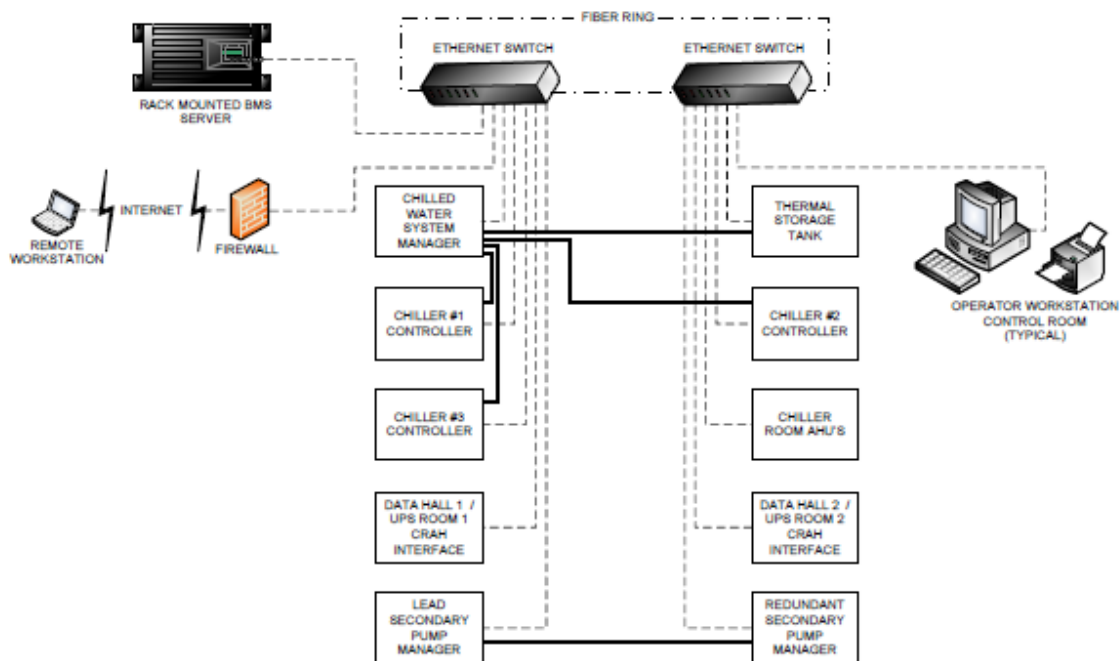 FIBER RING
ETHERNET SWITCH
ETHERNET SWITCH
RACK MOUNTED BMS
SERVER
INTERNET
REMOTE
WORKSTATION
FIREWALL
CHILLED
WATER
SYSTEM
MANAGER
THERMAL
STORAGE
TANK
OPERATOR WORKSTATION
CONTROL ROOM
(TYPICAL)
CHILLER #1
CONTROLLER
CHILLER #2
CONTROLLER
CHILLER #3
CONTROLLER
CHILLER
ROOM AHU'S
DATA HALL 1 /
UPS ROOM 1
CRAH
INTERFACE
DATA HALL 2 /
UPS ROOM 2
CRAH
INTERFACE
LEAD
SECONDARY
PUMP
MANAGER
REDUNDANT
SECONDARY
PUMP
MANAGER